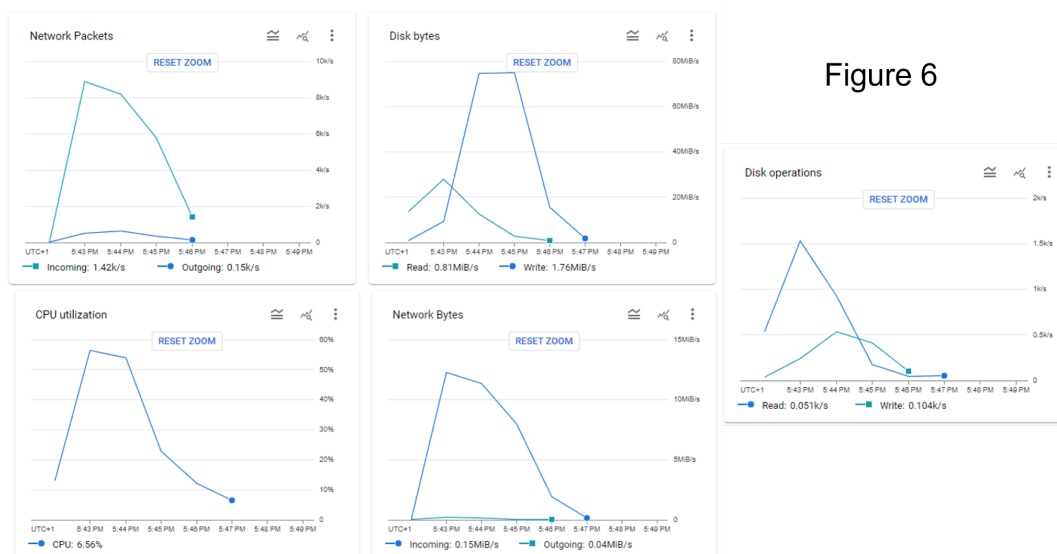 Network Packets
RESET ZOOM
10k/s
8k/s
6k/s
4k/s
2k/s
0
UTC+1 5:43 PM 5:44 PM 5:45 PM 5:46 PM 5:47 PM 5:48 PM 5:49 PM
Incoming: 1.42k/s Outgoing: 0.15k/s
Disk bytes
RESET ZOOM
80MiB/s
60MiB/s
40MiB/s
20MiB/s
0
UTC+1 5:43 PM 5:44 PM 5:45 PM 5:46 PM 5:47 PM 5:48 PM 5:49 PM
Read: 0.81MiB/s Write: 1.76MiB/s
Figure 6
Disk operations
RESET ZOOM
2k/s
1.5k/s
1k/s
0.5k/s
0
UTC+1 5:43 PM 5:44 PM 5:45 PM 5:46 PM 5:47 PM 5:48 PM 5:49 PM
Read: 0.051k/s Write: 0.104k/s
CPU utilization
RESET ZOOM
60%
50%
40%
30%
20%
10%
0
UTC+1 5:43 PM 5:44 PM 5:45 PM 5:46 PM 5:47 PM 5:48 PM 5:49 PM
CPU: 6.56%
Network Bytes
RESET ZOOM
15MiB/s
10MiB/s
5MiB/s
0
UTC+1 5:43 PM 5:44 PM 5:45 PM 5:46 PM 5:47 PM 5:48 PM 5:49 PM
Incoming: 0.15MiB/s Outgoing: 0.04MiB/s